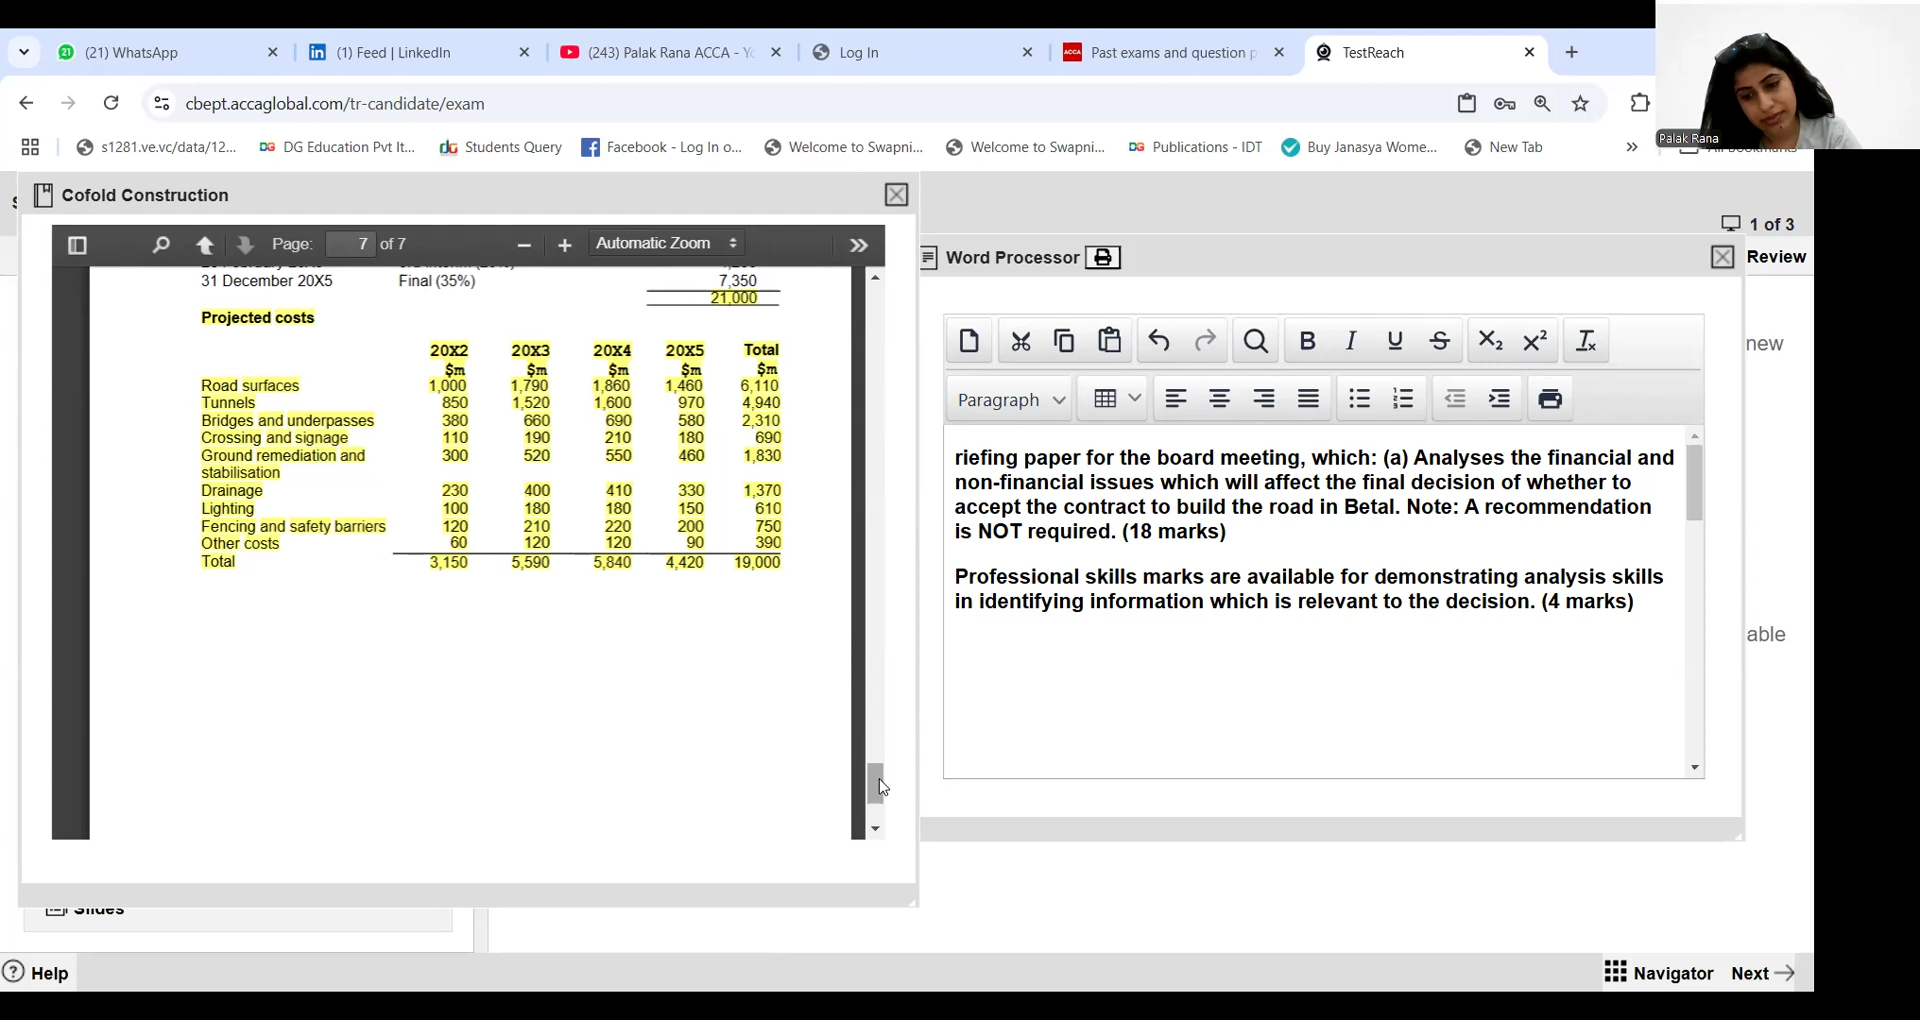 (21) WhatsApp
(1) Feed | LinkedIn
(243) Palak Rana ACCA - Yo
Log In
ACCA
Past exams and question p
TestReach
cbept.accaglobal.com/tr-candidate/exam
Palak Rana
s1281.ve.vc/data/12...
DG Education Pvt It...
Students Query
Facebook - Log In o...
Welcome to Swapni...
Welcome to Swapni...
Publications - IDT
Buy Janasya Wome...
New Tab
Cofold Construction
1 of 3
Page: 7 of 7
Automatic Zoom
Word Processor
Review
31 December 20X5 Final (35%) 7,350
21,000
Projected costs
20X2 20X3 20X4 20X5 Total
$m $m $m $m $m
Road surfaces 1,000 1,790 1,860 1,460 6,110
Tunnels 850 1,520 1,600 970 4,940
Bridges and underpasses 380 660 690 580 2,310
Crossing and signage 110 190 210 180 690
Ground remediation and 300 520 550 460 1,830
stabilisation
Drainage 230 400 410 330 1,370
Lighting 100 180 180 150 610
Fencing and safety barriers 120 210 220 200 750
Other costs 60 120 120 90 390
Total 3,150 5,590 5,840 4,420 19,000
Paragraph
new
riefing paper for the board meeting, which: (a) Analyses the financial and
non-financial issues which will affect the final decision of whether to
accept the contract to build the road in Betal. Note: A recommendation
is NOT required. (18 marks)
Professional skills marks are available for demonstrating analysis skills
in identifying information which is relevant to the decision. (4 marks)
able
Slides
Help
Navigator
Next